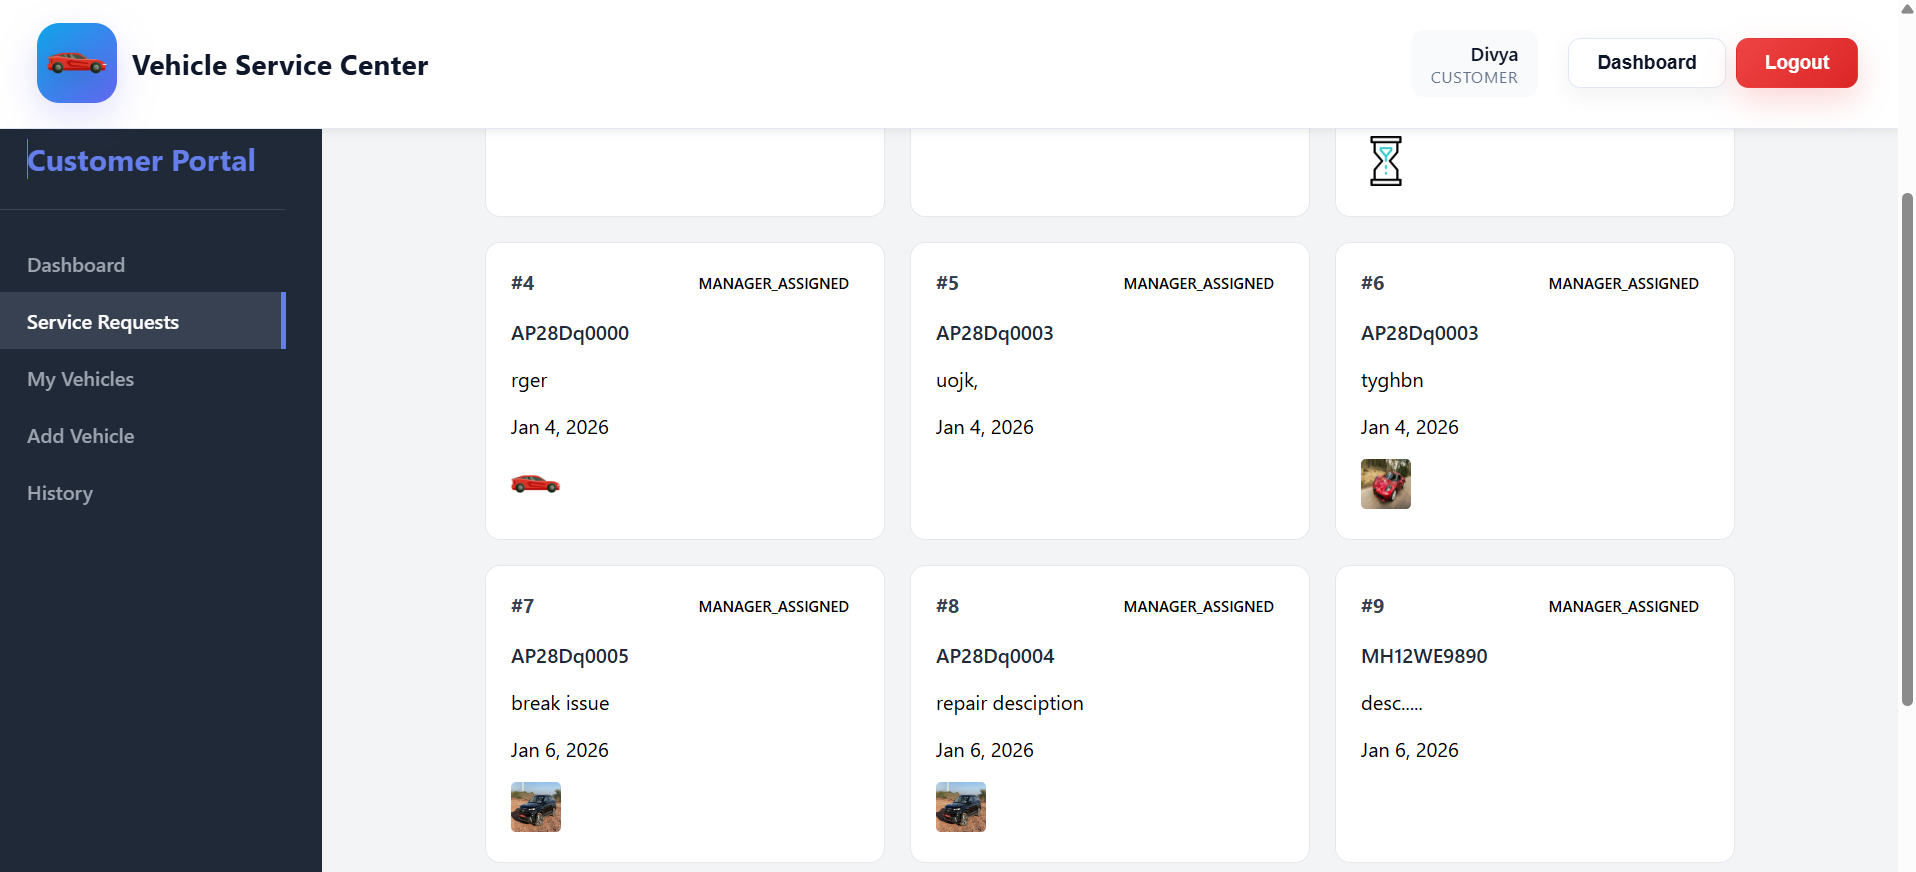 Vehicle Service Center
Divya
CUSTOMER
Dashboard
Logout
Customer Portal
Dashboard
Service Requests
My Vehicles
Add Vehicle
History
#4 MANAGER_ASSIGNED
AP28Dq0000
rger
Jan 4, 2026
#5 MANAGER_ASSIGNED
AP28Dq0003
uojk,
Jan 4, 2026
#6 MANAGER_ASSIGNED
AP28Dq0003
tyghbn
Jan 4, 2026
#7 MANAGER_ASSIGNED
AP28Dq0005
break issue
Jan 6, 2026
#8 MANAGER_ASSIGNED
AP28Dq0004
repair desciption
Jan 6, 2026
#9 MANAGER_ASSIGNED
MH12WE9890
desc.....
Jan 6, 2026